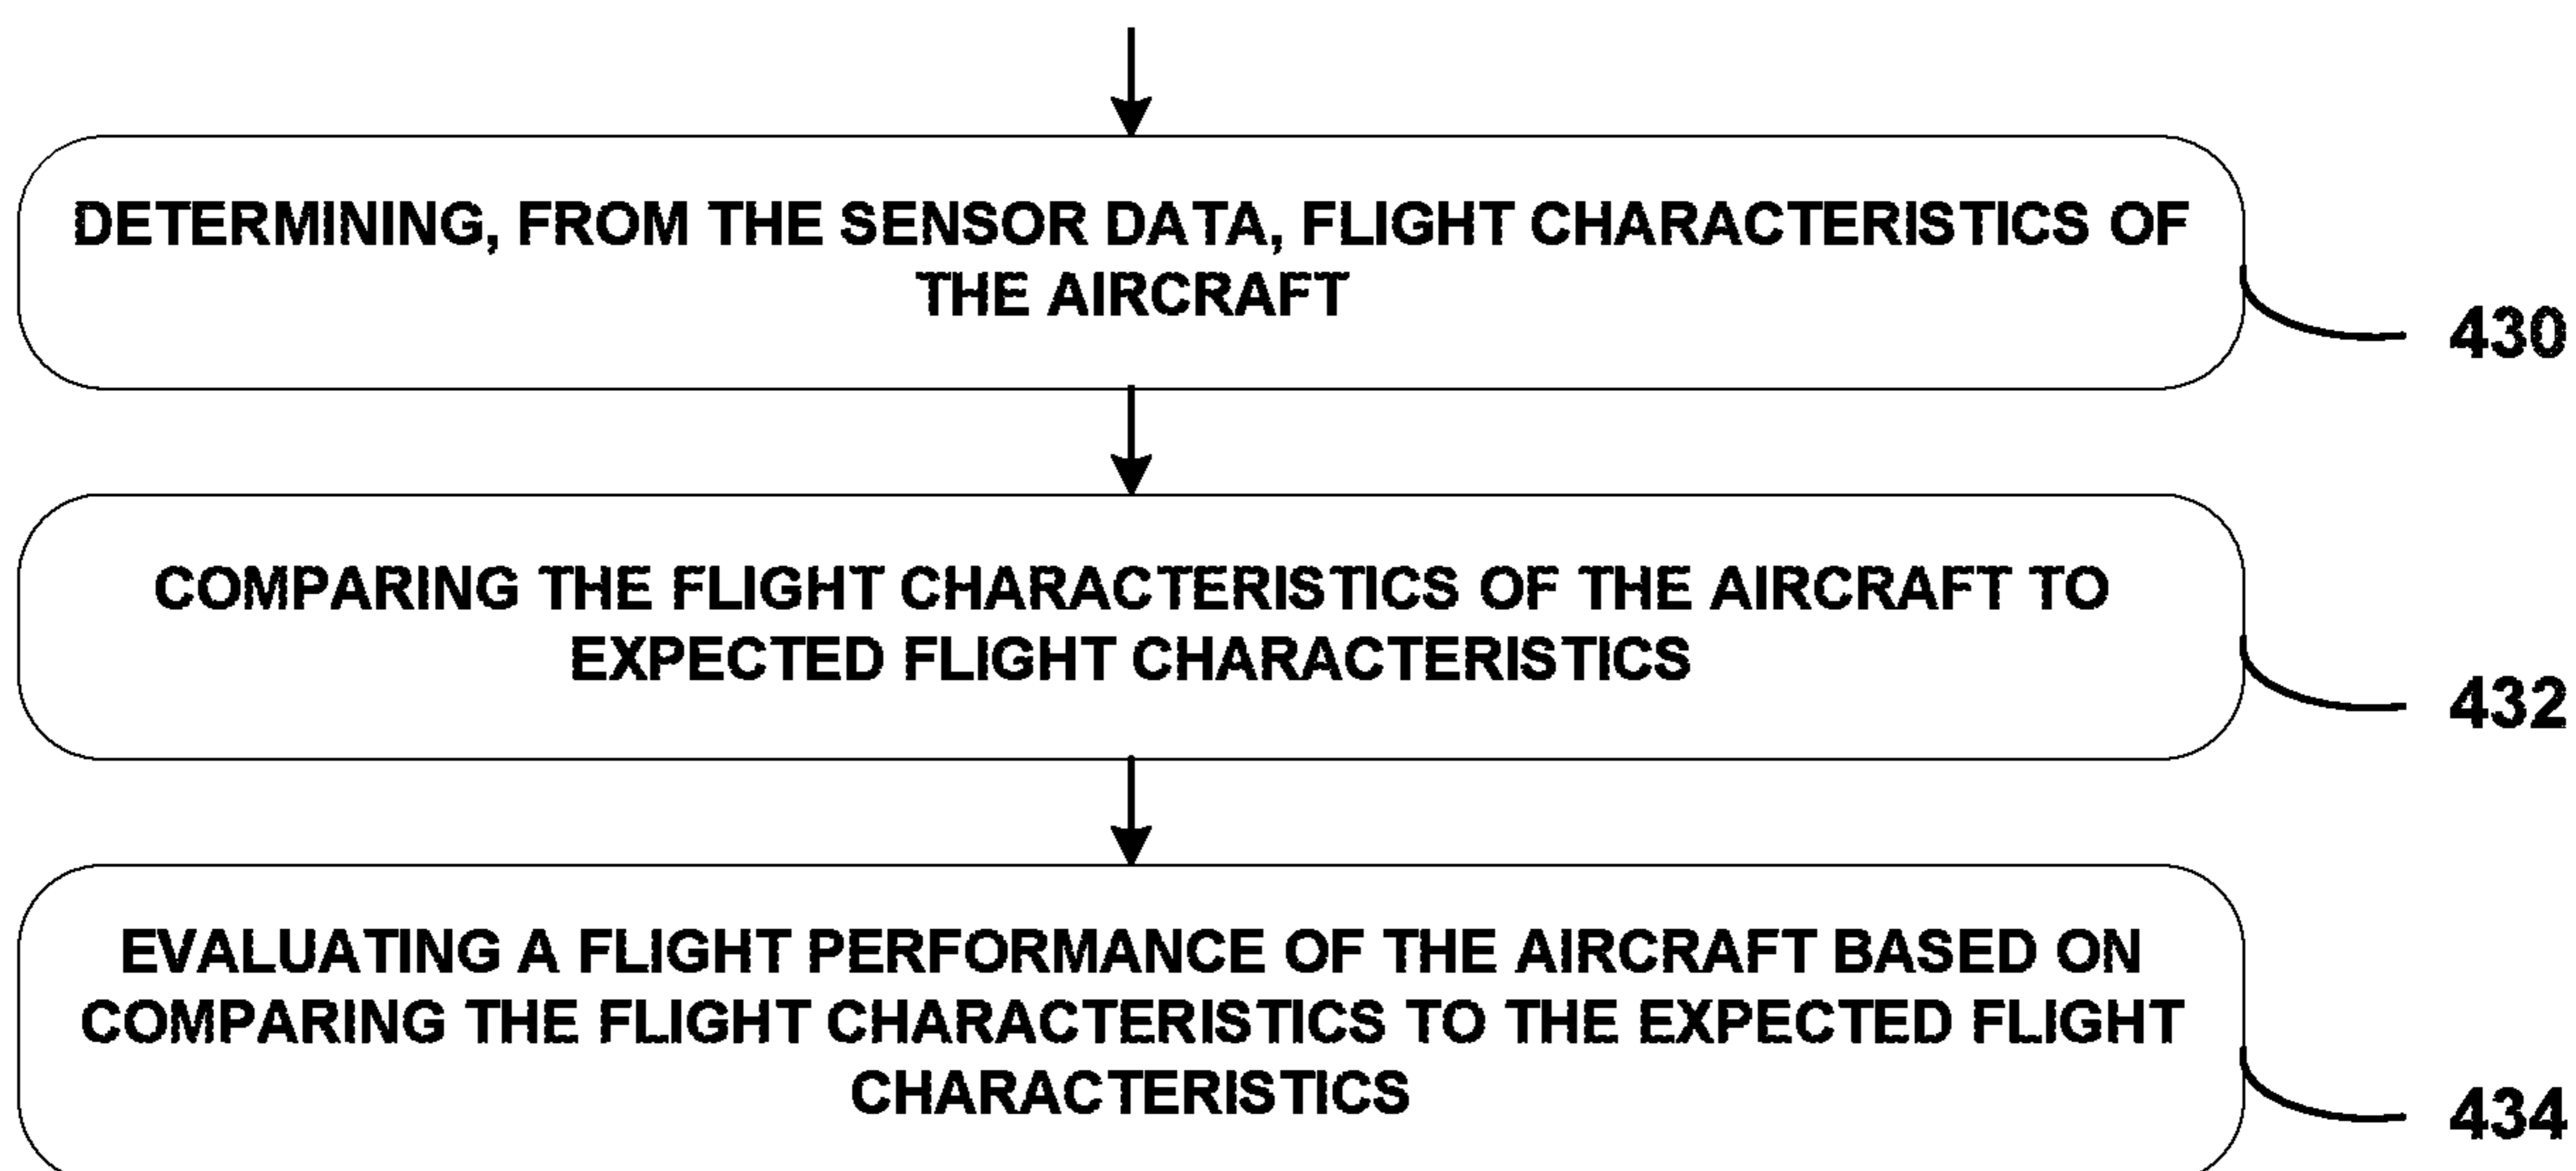 DETERMINING, FROM THE SENSOR DATA, FLIGHT CHARACTERISTICS OF
THE AIRCRAFT
430
COMPARING THE FLIGHT CHARACTERISTICS OF THE AIRCRAFT TO
EXPECTED FLIGHT CHARACTERISTICS
432
EVALUATING A FLIGHT PERFORMANCE OF THE AIRCRAFT BASED ON
COMPARING THE FLIGHT CHARACTERISTICS TO THE EXPECTED FLIGHT
CHARACTERISTICS
434